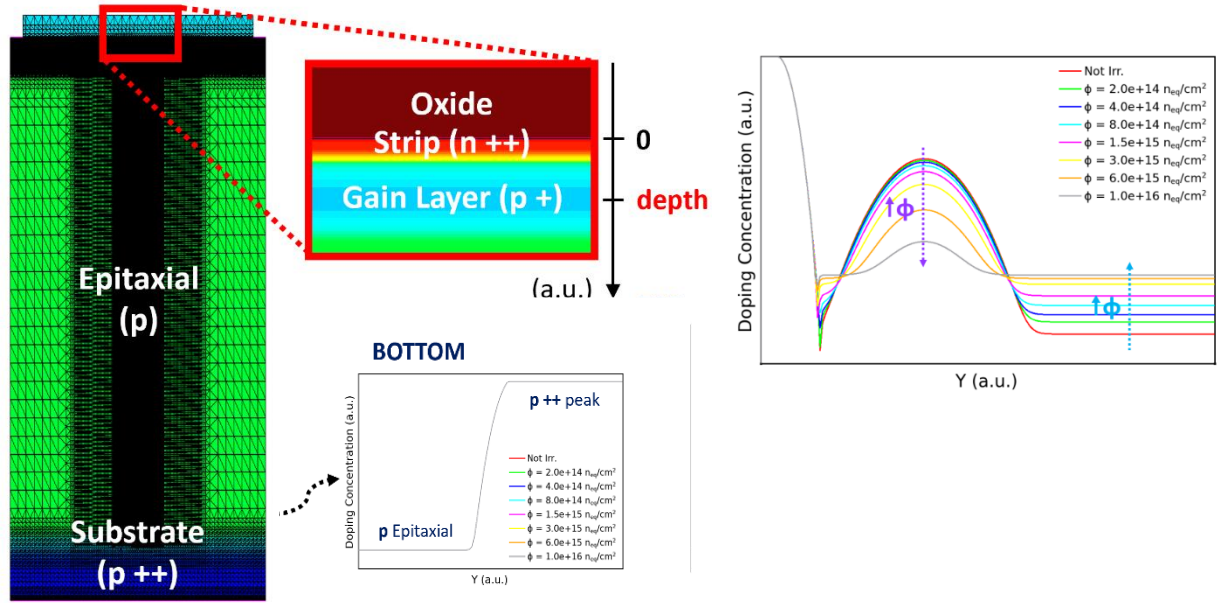 Oxide
Strip (n ++)
Gain Layer (p +)
0
depth
(a.u.)
Epitaxial
(p)
Substrate
(p ++)
BOTTOM
Doping Concentration (a.u.)
p ++ peak
p Epitaxial
Not Irr.
ϕ = 2.0e+14 n_eq/cm²
ϕ = 4.0e+14 n_eq/cm²
ϕ = 8.0e+14 n_eq/cm²
ϕ = 1.5e+15 n_eq/cm²
ϕ = 3.0e+15 n_eq/cm²
ϕ = 6.0e+15 n_eq/cm²
ϕ = 1.0e+16 n_eq/cm²
Y (a.u.)
Doping Concentration (a.u.)
Not Irr.
ϕ = 2.0e+14 n_eq/cm²
ϕ = 4.0e+14 n_eq/cm²
ϕ = 8.0e+14 n_eq/cm²
ϕ = 1.5e+15 n_eq/cm²
ϕ = 3.0e+15 n_eq/cm²
ϕ = 6.0e+15 n_eq/cm²
ϕ = 1.0e+16 n_eq/cm²
↑ϕ
↑ϕ
Y (a.u.)